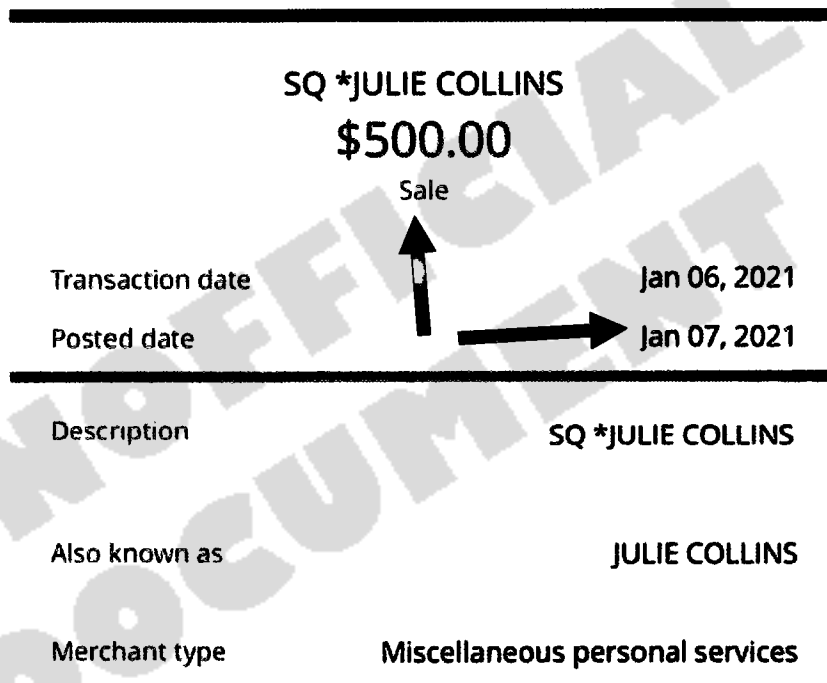 SQ *JULIE COLLINS
$500.00
Sale
Transaction date Jan 06, 2021
Posted date Jan 07, 2021
Description SQ *JULIE COLLINS
Also known as JULIE COLLINS
Merchant type Miscellaneous personal services
UNOFFICIAL
DOCUMENT